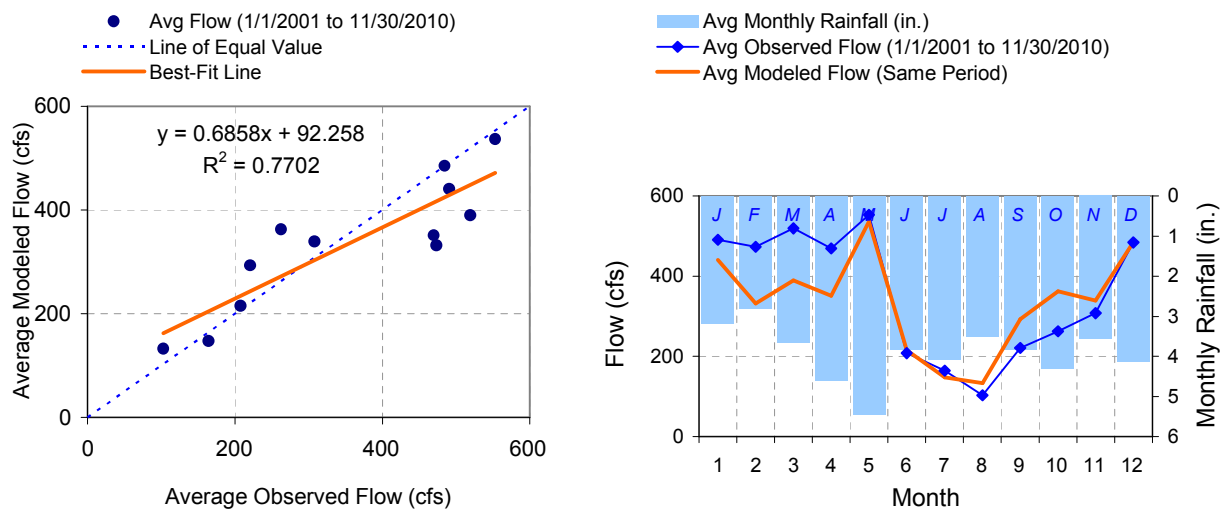 Avg Flow (1/1/2001 to 11/30/2010)
Line of Equal Value
Best-Fit Line
y = 0.6858x + 92.258
R² = 0.7702
Average Modeled Flow (cfs)
600
400
200
0
0 200 400 600
Average Observed Flow (cfs)
Avg Monthly Rainfall (in.)
Avg Observed Flow (1/1/2001 to 11/30/2010)
Avg Modeled Flow (Same Period)
Flow (cfs)
600
400
200
0
J F M A M J J A S O N D
0
1
2
3
4
5
6
Monthly Rainfall (in.)
1 2 3 4 5 6 7 8 9 10 11 12
Month